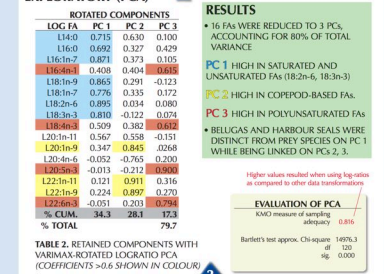 ROTATED COMPONENTS
LOG FA PC 1 PC 2 PC 3
L14:0 0.715 0.630 0.100
L16:0 0.692 0.327 0.429
L16:1n-7 0.871 0.373 0.105
L16:4n-1 0.408 0.404 0.615
L18:1n-9 0.865 0.291 -0.123
L18:1n-7 0.776 0.335 0.172
L18:2n-6 0.895 0.034 0.080
L18:3n-3 0.810 -0.122 0.074
L18:4n-3 0.509 0.382 0.612
L20:1n-11 0.567 0.558 -0.151
L20:1n-9 0.347 0.845 0.268
L20:4n-6 -0.052 -0.765 0.200
L20:5n-3 -0.013 -0.212 0.900
L22:1n-11 0.121 0.911 0.316
L22:1n-9 0.224 0.897 0.270
L22:6n-3 -0.051 0.203 0.794
% CUM. 34.3 28.1 17.3
% TOTAL 79.7
TABLE 2. RETAINED COMPONENTS WITH
VARIMAX-ROTATED LOGRATIO PCA
(COEFFICIENTS >0.6 SHOWN IN COLOUR)
RESULTS
• 16 FAs WERE REDUCED TO 3 PCs,
ACCOUNTING FOR 80% OF TOTAL
VARIANCE
PC 1 HIGH IN SATURATED AND
UNSATURATED FAs (18:2n-6, 18:3n-3)
PC 2 HIGH IN COPEPOD-BASED FAs.
PC 3 HIGH IN POLYUNSATURATED FAs
• BELUGAS AND HARBOUR SEALS WERE
DISTINCT FROM PREY SPECIES ON PC 1
WHILE BEING LINKED ON PCs 2, 3.
Higher values resulted when using log-ratios
as compared to other data transformations
EVALUATION OF PCA
KMO measure of sampling
adequacy 0.816
Bartlett's test approx. Chi-square 14976.3
df 120
sig. 0.000